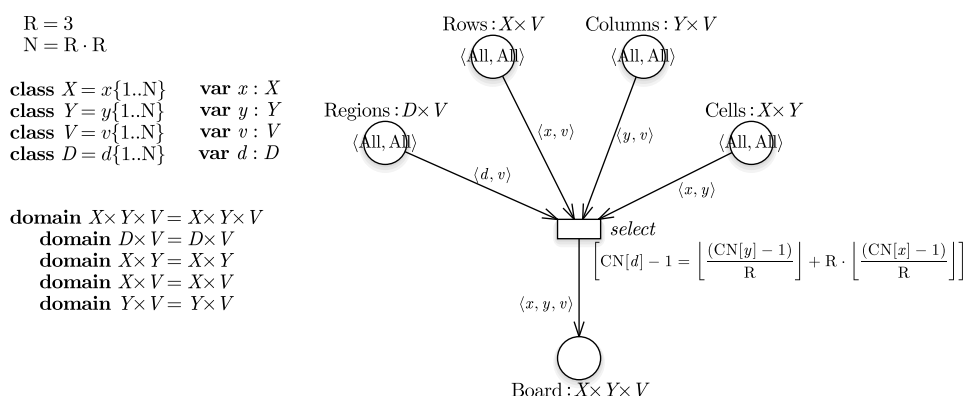 R = 3
N = R · R
class X = x{1..N} var x : X
class Y = y{1..N} var y : Y
class V = v{1..N} var v : V
class D = d{1..N} var d : D
domain X×Y×V = X×Y×V
domain D×V = D×V
domain X×Y = X×Y
domain X×V = X×V
domain Y×V = Y×V
Rows : X×V
⟨All, All⟩
Columns : Y×V
⟨All, All⟩
Regions : D×V
⟨All, All⟩
Cells : X×Y
⟨All, All⟩
⟨x, v⟩
⟨y, v⟩
⟨d, v⟩
⟨x, y⟩
select
[CN[d] − 1 = ⌊(CN[y] − 1)/R⌋ + R · ⌊(CN[x] − 1)/R⌋]
⟨x, y, v⟩
Board : X×Y×V